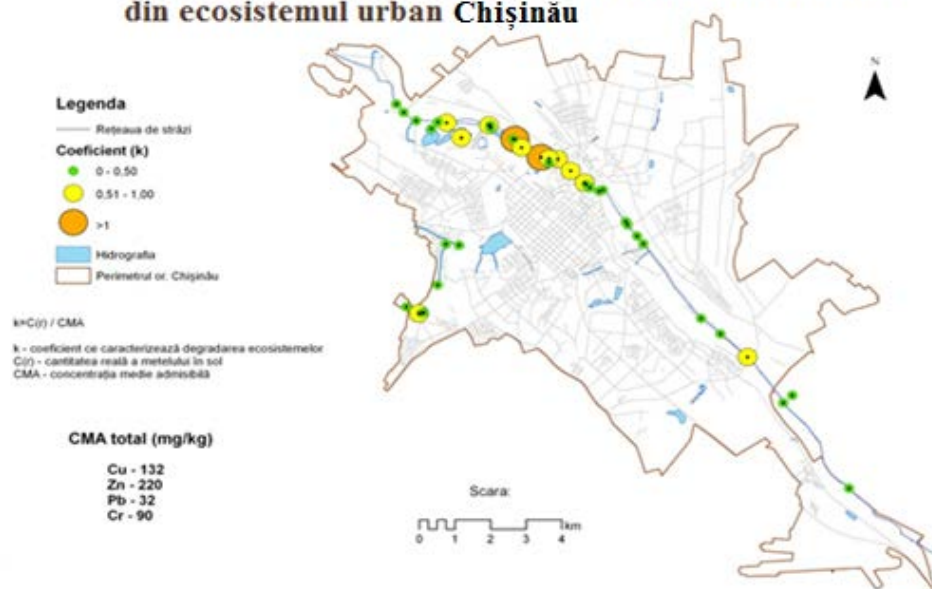 din ecosistemul urban Chișinău
N
Legenda
Rețeaua de străzi
Coeficient (k)
0 - 0,50
0,51 - 1,00
>1
Hidrografia
Perimetrul or. Chișinău
k=C(r) / CMA
k - coeficient ce caracterizează degradarea ecosistemelor
C(r) - cantitatea reală a metelului în sol
CMA - concentrația medie admisibilă
CMA total (mg/kg)
Cu - 132
Zn - 220
Pb - 32
Cr - 90
Scara:
km
0 1 2 3 4